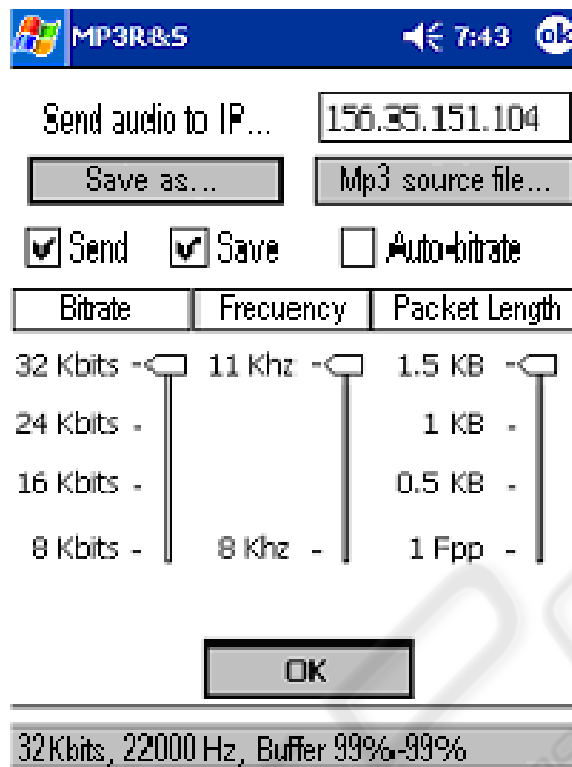 MP3R&S 7:43 ok
Send audio to IP... 156.35.151.104
Save as... Mp3 source file...
Send Save Auto-bitrate
Bitrate Frecuency Packet Length
32 Kbits 11 Khz 1.5 KB
24 Kbits 1 KB
16 Kbits 0.5 KB
8 Kbits 8 Khz 1 Fpp
OK
32Kbits, 22000 Hz, Buffer 99%-99%